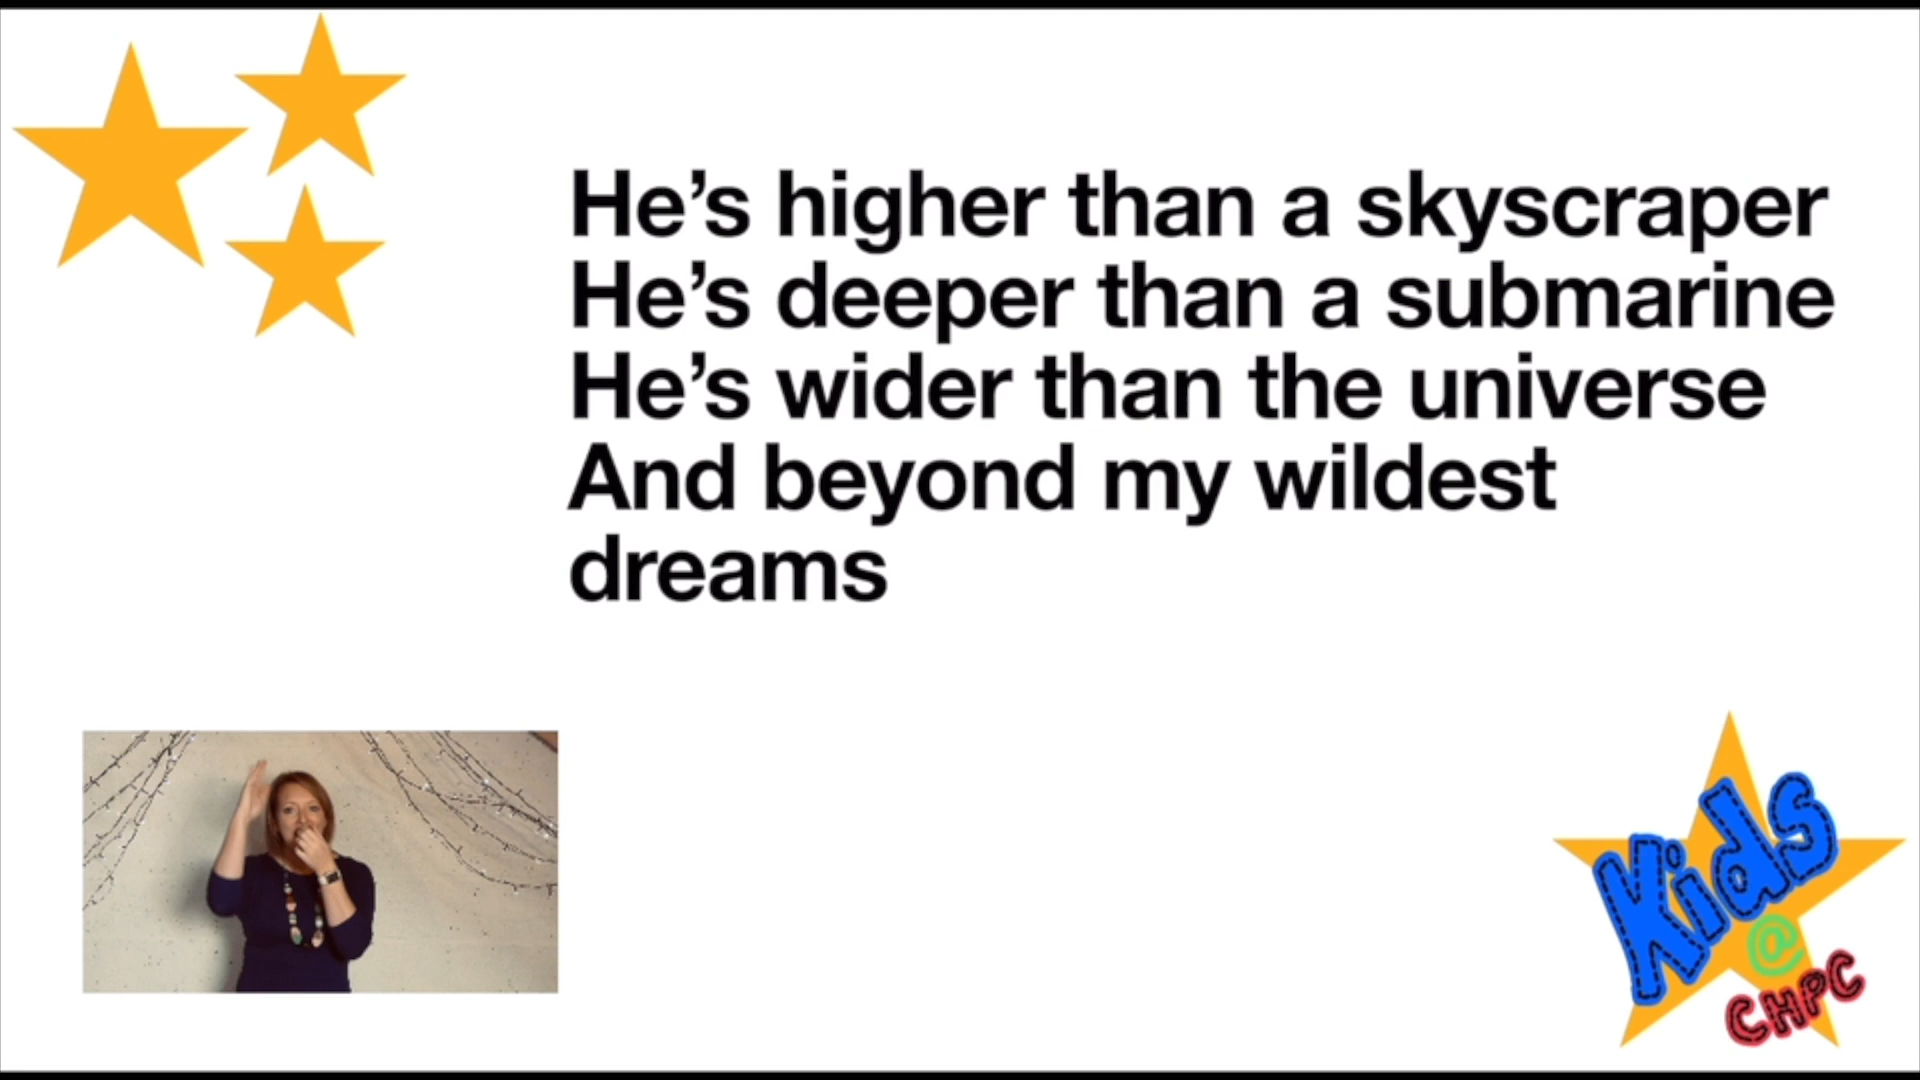 He’s higher than a skyscraper
He’s deeper than a submarine
He’s wider than the universe
And beyond my wildest
dreams
Kids
@
CHPC